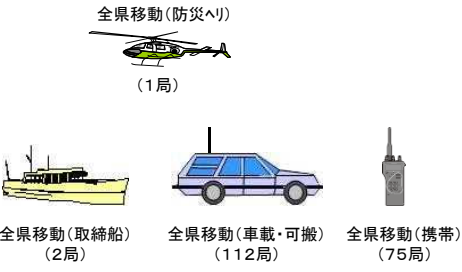 全県移動(防災ヘリ)
(1局)
全県移動(取締船)
(2局)
全県移動(車載・可搬)
(112局)
全県移動(携帯)
(75局)